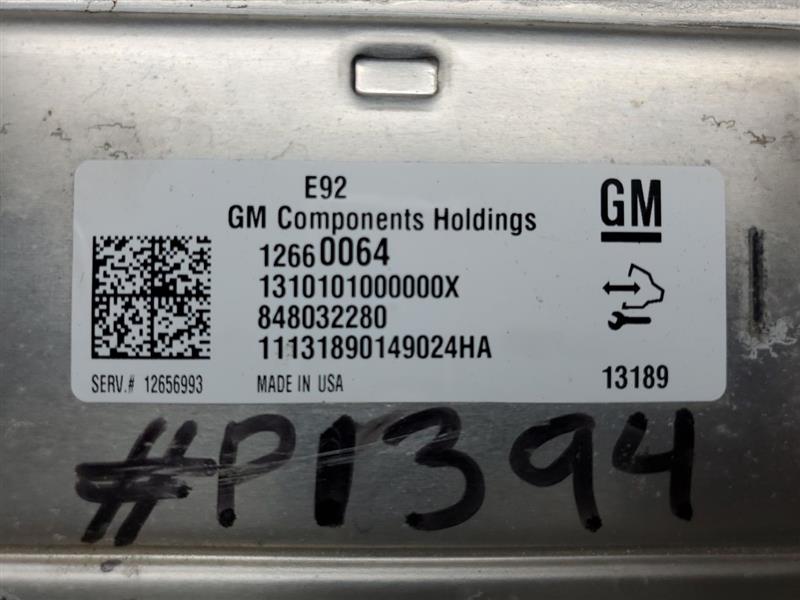 E92
GM Components Holdings
GM
12660064
1310101000000X
848032280
11131890149024HA
SERV.# 12656993
MADE IN USA
13189
#P1394